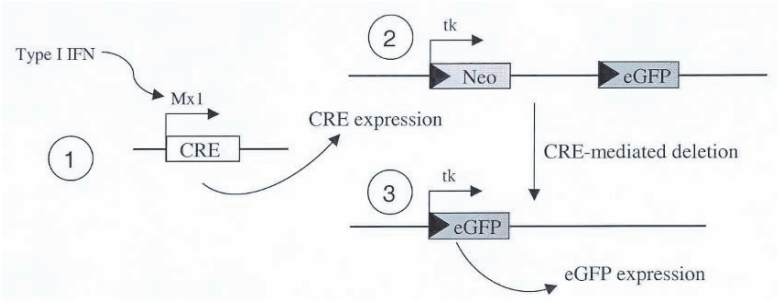 Type I IFN
Mx1
CRE
1
CRE expression
2
tk
Neo
eGFP
CRE-mediated deletion
3
tk
eGFP
eGFP expression